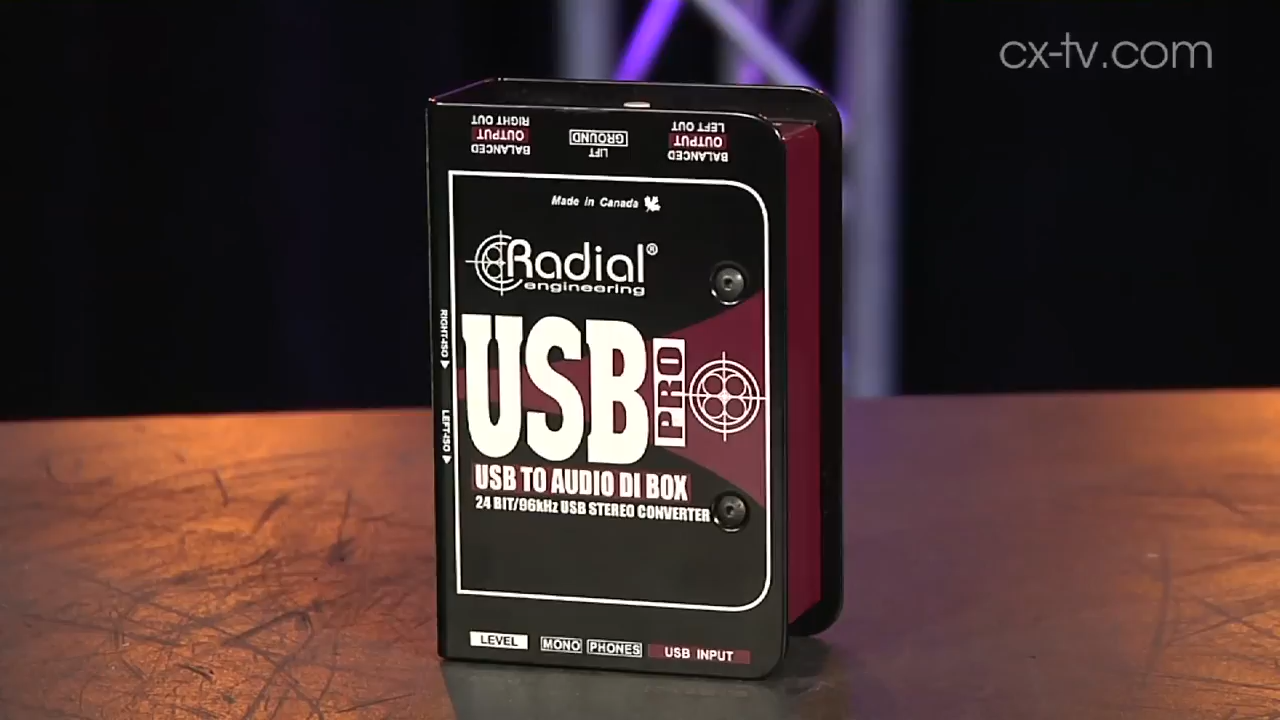 cx-tv.com
BALANCED
OUTPUT
RIGHT OUT
LIFT
GROUND
BALANCED
OUTPUT
LEFT OUT
Made in Canada
Radial®
engineering
USB PRO
USB TO AUDIO DI BOX
24 BIT/96kHz USB STEREO CONVERTER
RIGHT-ISO
LEFT-ISO
LEVEL MONO PHONES USB INPUT